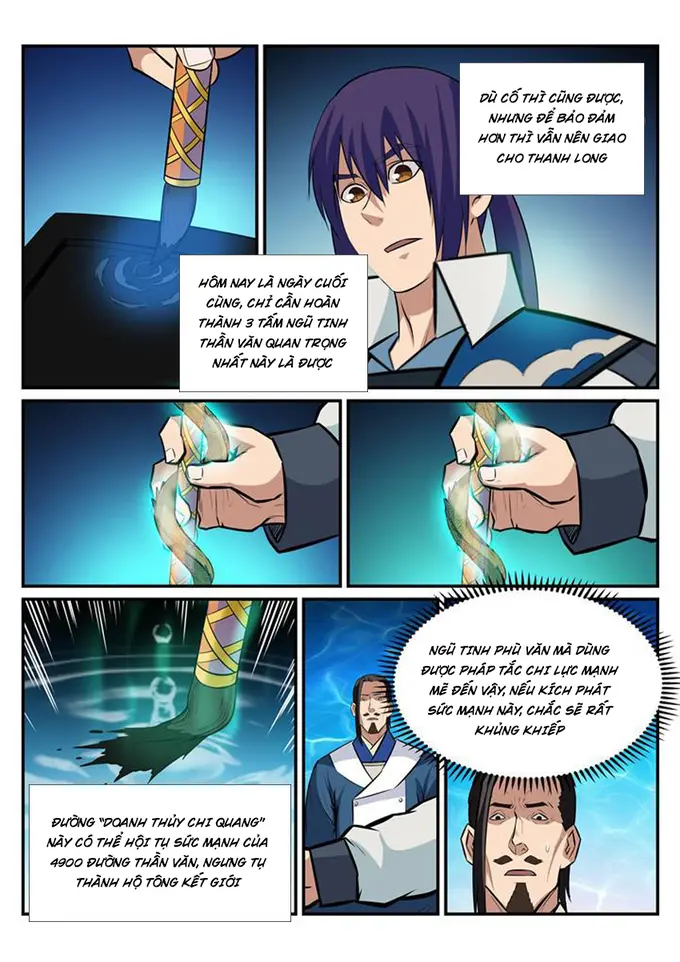 DÙ CỐ THÌ CŨNG ĐƯỢC,
NHƯNG ĐỂ BẢO ĐẢM
HƠN THÌ VẪN NÊN GIAO
CHO THANH LONG
HÔM NAY LÀ NGÀY CUỐI
CÙNG, CHỈ CẦN HOÀN
THÀNH 3 TẤM NGŨ TINH
THẦN VĂN QUAN TRỌNG
NHẤT NÀY LÀ ĐƯỢC
NGŨ TINH PHÙ VĂN MÀ DÙNG
ĐƯỢC PHÁP TẮC CHI LỰC MẠNH
MẼ ĐẾN VẬY, NẾU KÍCH PHÁT
SỨC MẠNH NÀY, CHẮC SẼ RẤT
KHỦNG KHIẾP
ĐƯỜNG "DOANH THỦY CHI QUANG"
NÀY CÓ THỂ HỘI TỤ SỨC MẠNH CỦA
4900 ĐƯỜNG THẦN VĂN, NGƯNG TỤ
THÀNH HỘ TÔNG KẾT GIỚI